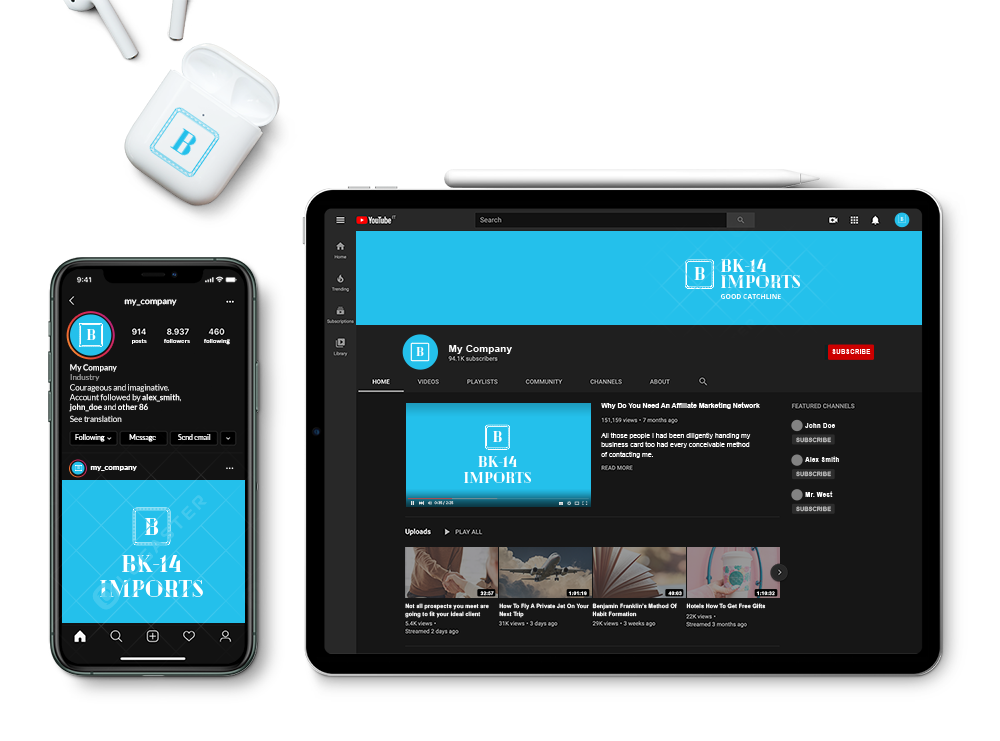 B
9:41
my_company
B
914
8.937
460
posts
followers
following
My Company
Industry
Courageous and imaginative.
Account followed by alex_smith,
john_doe and other 86
See translation
Following
Message
Send email
my_company
B
BK-14
IMPORTS
YouTube
Search
Home
Trending
Subscriptions
Library
B
BK-14
IMPORTS
GOOD CATCHLINE
B
My Company
94.1K subscribers
SUBSCRIBE
HOME
VIDEOS
PLAYLISTS
COMMUNITY
CHANNELS
ABOUT
B
BK-14
IMPORTS
Why Do You Need An Affiliate Marketing Network
151,159 views • 7 months ago
All those people I had been diligently handing my
business card too had every conceivable method
of contacting me.
READ MORE
FEATURED CHANNELS
John Doe
SUBSCRIBE
Alex Smith
SUBSCRIBE
Mr. West
SUBSCRIBE
Uploads
PLAY ALL
32:57
Not all prospects you meet are
going to fit your ideal client
5.4K views •
Streamed 2 days ago
1:01:19
How To Fly A Private Jet On Your
Next Trip
31K views • 3 days ago
40:03
Benjamin Franklin's Method Of
Habit Formation
29K views • 3 weeks ago
1:10:32
Hotels How To Get Free Gifts
22K views •
Streamed 3 months ago